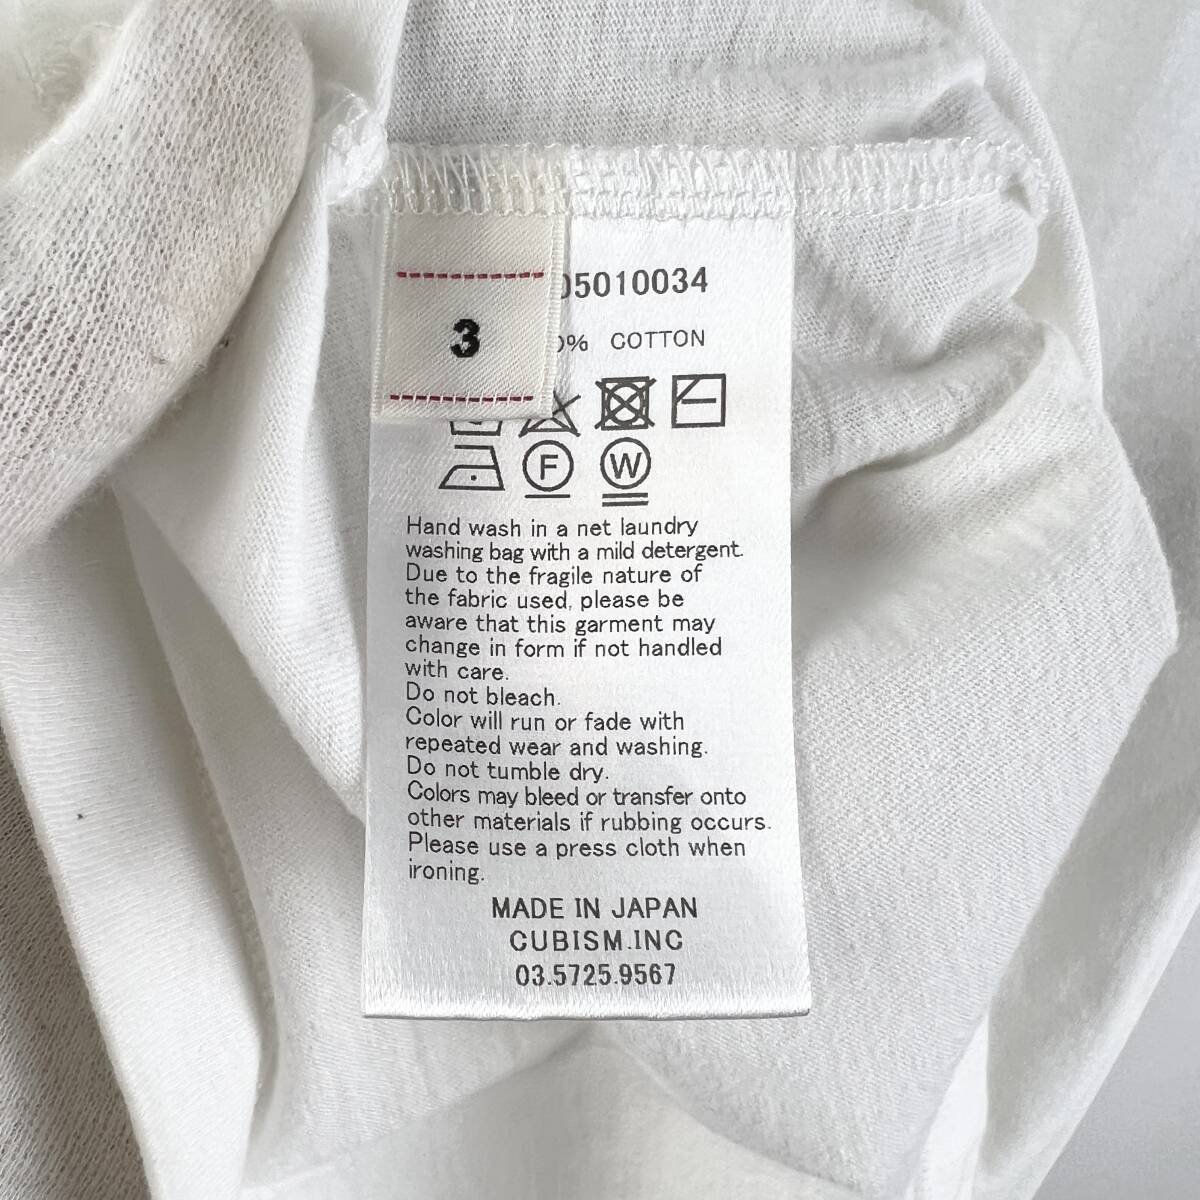 3
05010034
0% COTTON
F
W
Hand wash in a net laundry
washing bag with a mild detergent.
Due to the fragile nature of
the fabric used, please be
aware that this garment may
change in form if not handled
with care.
Do not bleach.
Color will run or fade with
repeated wear and washing.
Do not tumble dry.
Colors may bleed or transfer onto
other materials if rubbing occurs.
Please use a press cloth when
ironing.
MADE IN JAPAN
CUBISM.INC
03.5725.9567